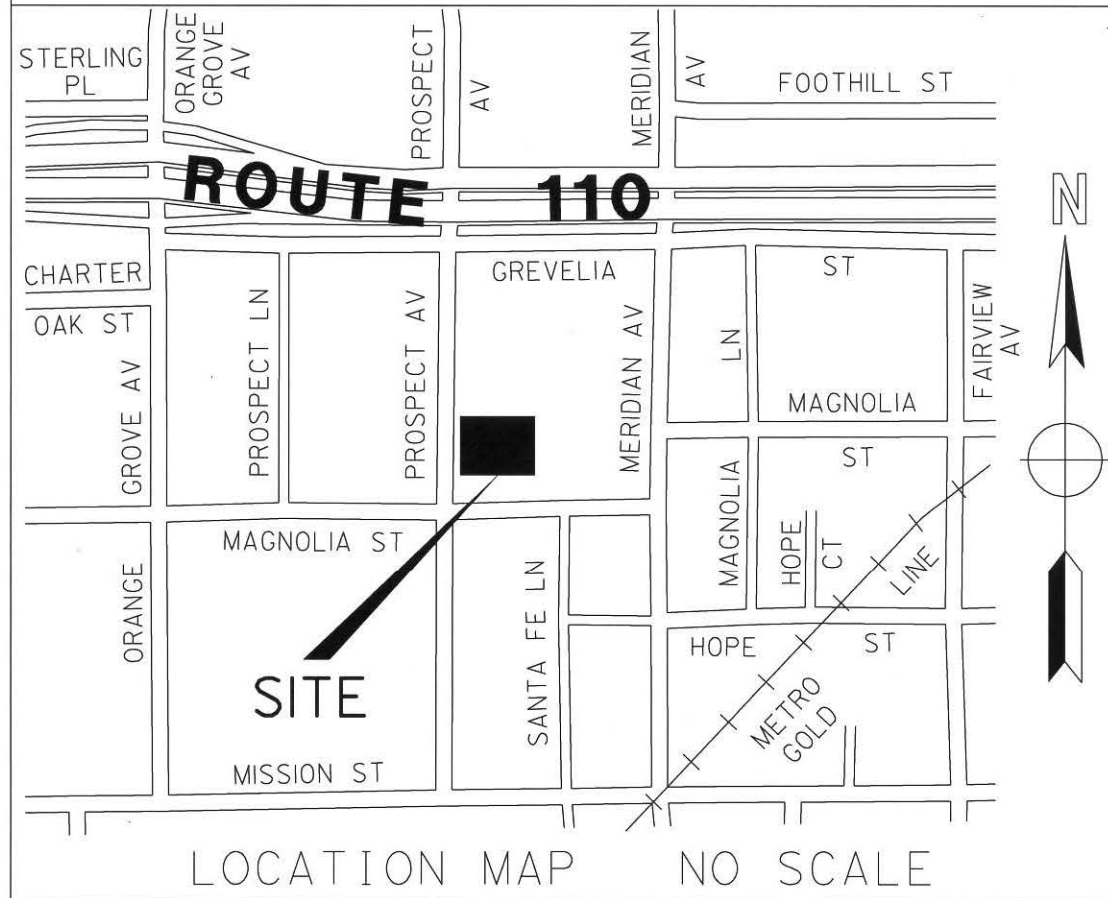 STERLING
PL
ORANGE
GROVE
AV
PROSPECT
AV
MERIDIAN
AV
FOOTHILL ST
ROUTE 110
N
CHARTER
OAK ST
GREVELIA
ST
GROVE AV
PROSPECT LN
PROSPECT AV
MERIDIAN AV
LN
FAIRVIEW
AV
MAGNOLIA
ST
MAGNOLIA ST
MAGNOLIA
HOPE
CT
LINE
ORANGE
SANTA FE LN
HOPE
ST
SITE
METRO
GOLD
MISSION ST
LOCATION MAP NO SCALE